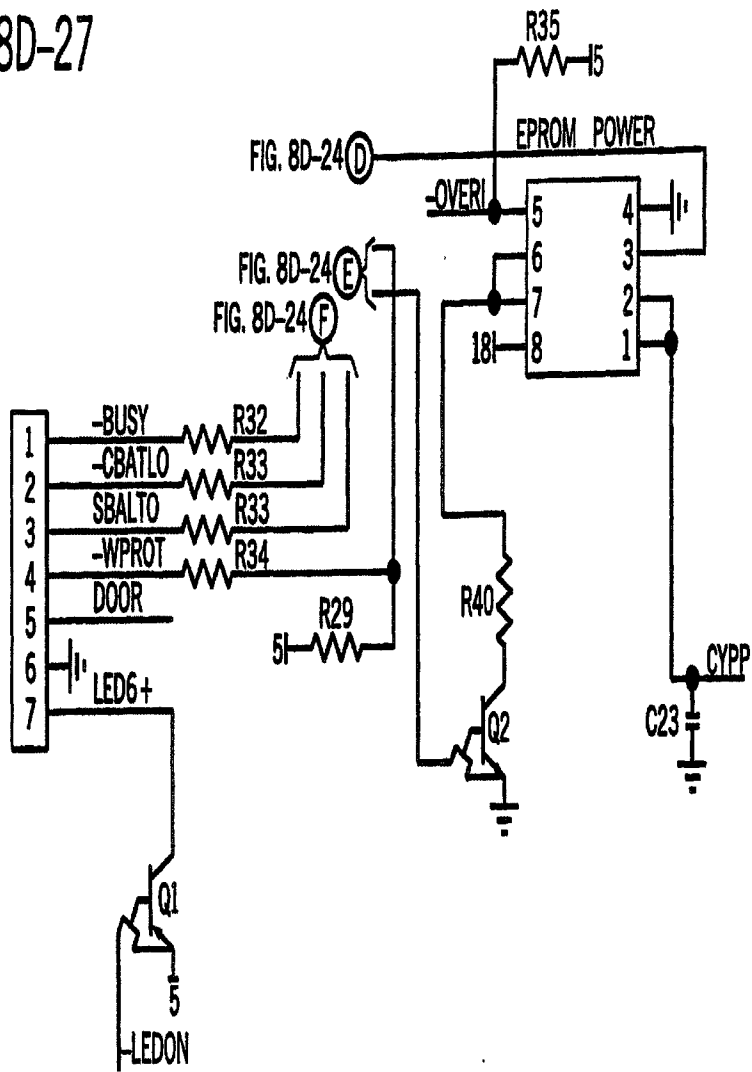 8D-27
R35
5
EPROM POWER
FIG. 8D-24 D
-OVERI
5 4
6 3
7 2
18 8 1
FIG. 8D-24 E
FIG. 8D-24 F
1 -BUSY R32
2 -CBATLO R33
3 SBALTO R33
4 -WPROT R34
5 DOOR
6
7 LED6+
5 R29
R40
Q2
CYPP
C23
Q1
5
-LEDON